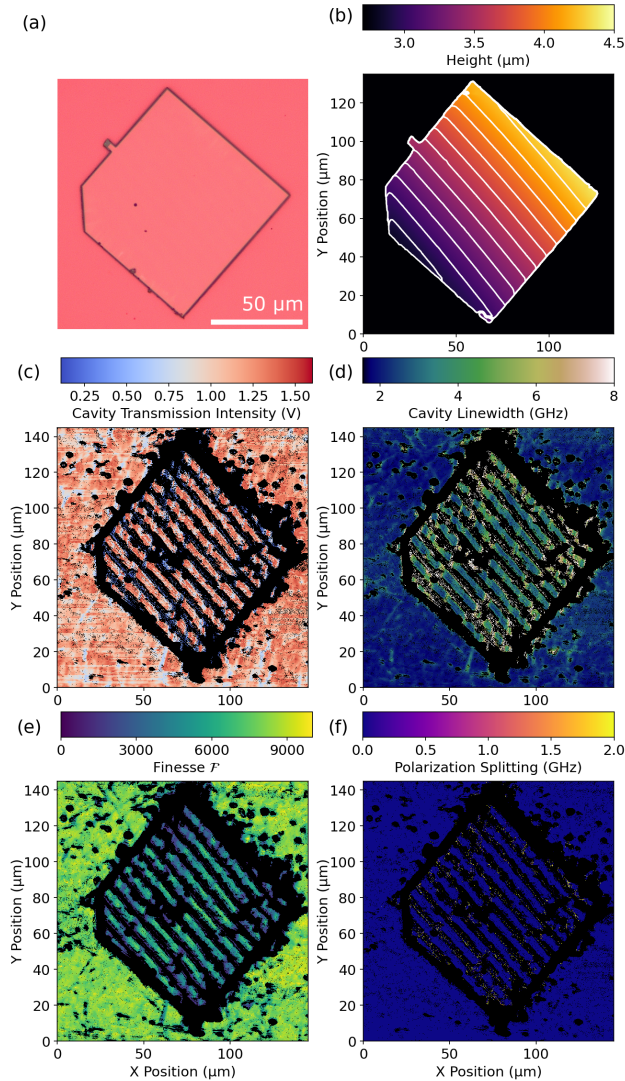 (a)
50 μm
(b)
3.0 3.5 4.0 4.5
Height (μm)
Y Position (μm)
120
100
80
60
40
20
0
0 50 100
(c)
0.25 0.50 0.75 1.00 1.25 1.50
Cavity Transmission Intensity (V)
Y Position (μm)
140
120
100
80
60
40
20
0
0 50 100
(d)
2 4 6 8
Cavity Linewidth (GHz)
Y Position (μm)
140
120
100
80
60
40
20
0
0 50 100
(e)
0 3000 6000 9000
Finesse ℱ
Y Position (μm)
140
120
100
80
60
40
20
0
0 50 100
X Position (μm)
(f)
0.0 0.5 1.0 1.5 2.0
Polarization Splitting (GHz)
Y Position (μm)
140
120
100
80
60
40
20
0
0 50 100
X Position (μm)